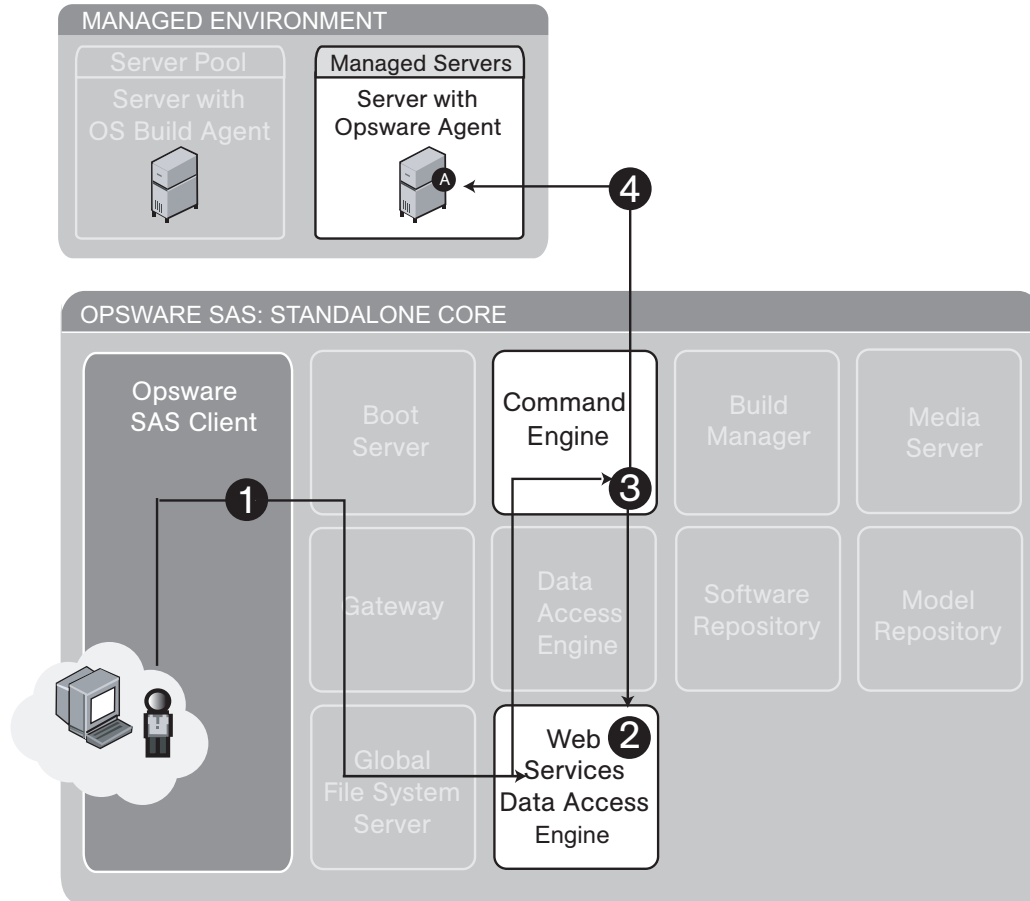 MANAGED ENVIRONMENT
Server Pool
Server with
OS Build Agent
Managed Servers
Server with
Opsware Agent
A
4
OPSWARE SAS: STANDALONE CORE
Opsware
SAS Client
1
Boot
Server
Command
Engine
3
Build
Manager
Media
Server
Gateway
Data
Access
Engine
Software
Repository
Model
Repository
Global
File System
Server
Web
Services
Data Access
Engine
2